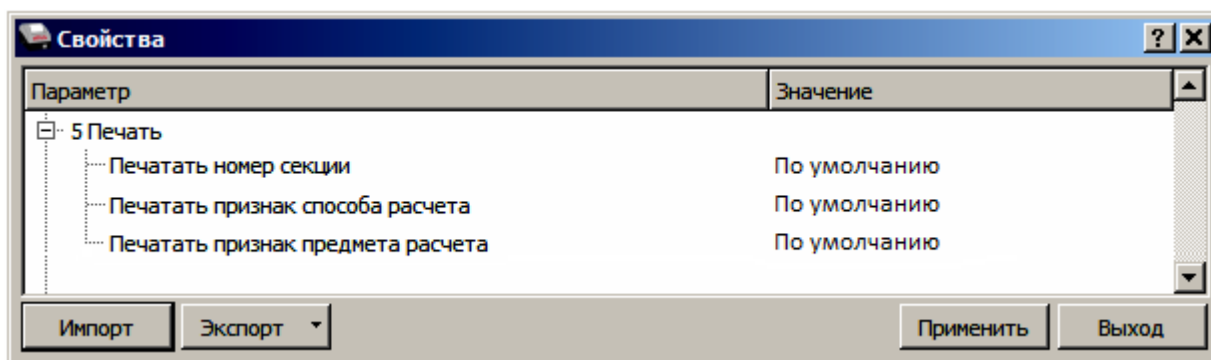 Свойства
Параметр Значение
5 Печать
Печатать номер секции По умолчанию
Печатать признак способа расчета По умолчанию
Печатать признак предмета расчета По умолчанию
Импорт Экспорт Применить Выход